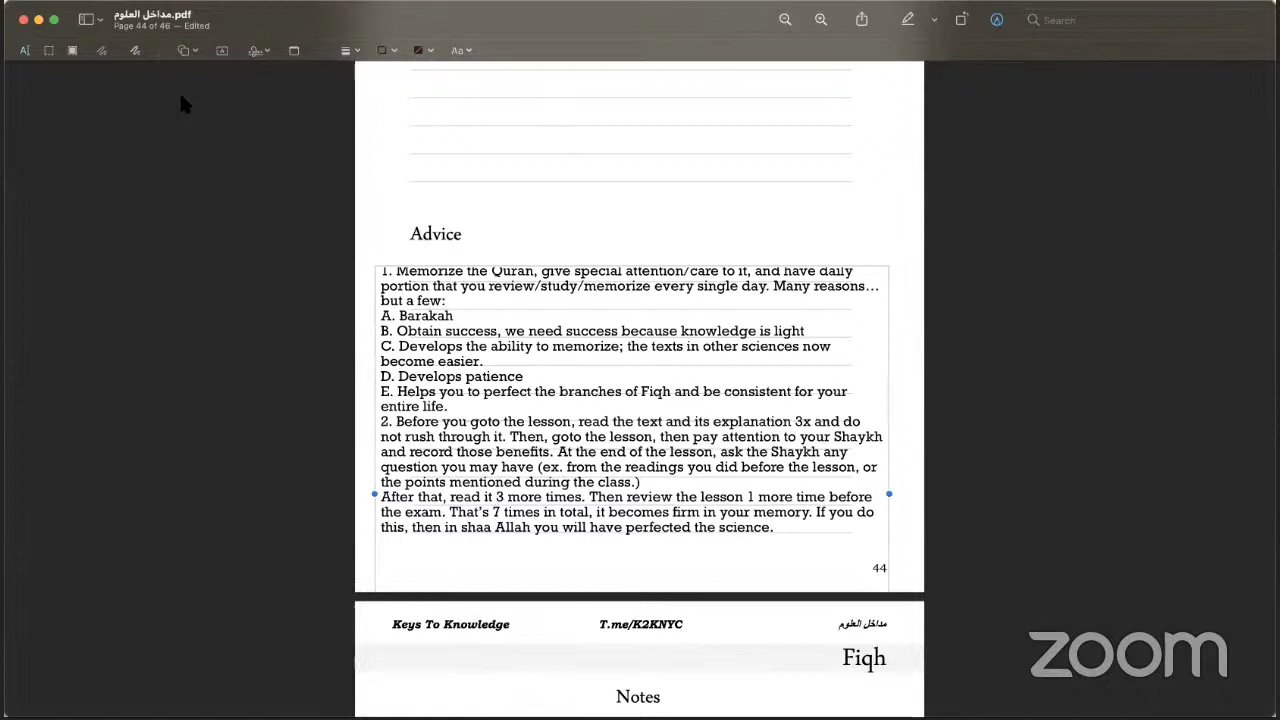 مداخل العلوم.pdf
Page 44 of 46 — Edited
Search
Aa
Advice
1. Memorize the Quran, give special attention/care to it, and have daily
portion that you review/study/memorize every single day. Many reasons…
but a few:
A. Barakah
B. Obtain success, we need success because knowledge is light
C. Develops the ability to memorize; the texts in other sciences now
become easier.
D. Develops patience
E. Helps you to perfect the branches of Fiqh and be consistent for your
entire life.
2. Before you goto the lesson, read the text and its explanation 3x and do
not rush through it. Then, goto the lesson, then pay attention to your Shaykh
and record those benefits. At the end of the lesson, ask the Shaykh any
question you may have (ex. from the readings you did before the lesson, or
the points mentioned during the class.)
After that, read it 3 more times. Then review the lesson 1 more time before
the exam. That's 7 times in total, it becomes firm in your memory. If you do
this, then in shaa Allah you will have perfected the science.
44
Keys To Knowledge T.me/K2KNYC مداخل العلوم
Fiqh
Notes
zoom